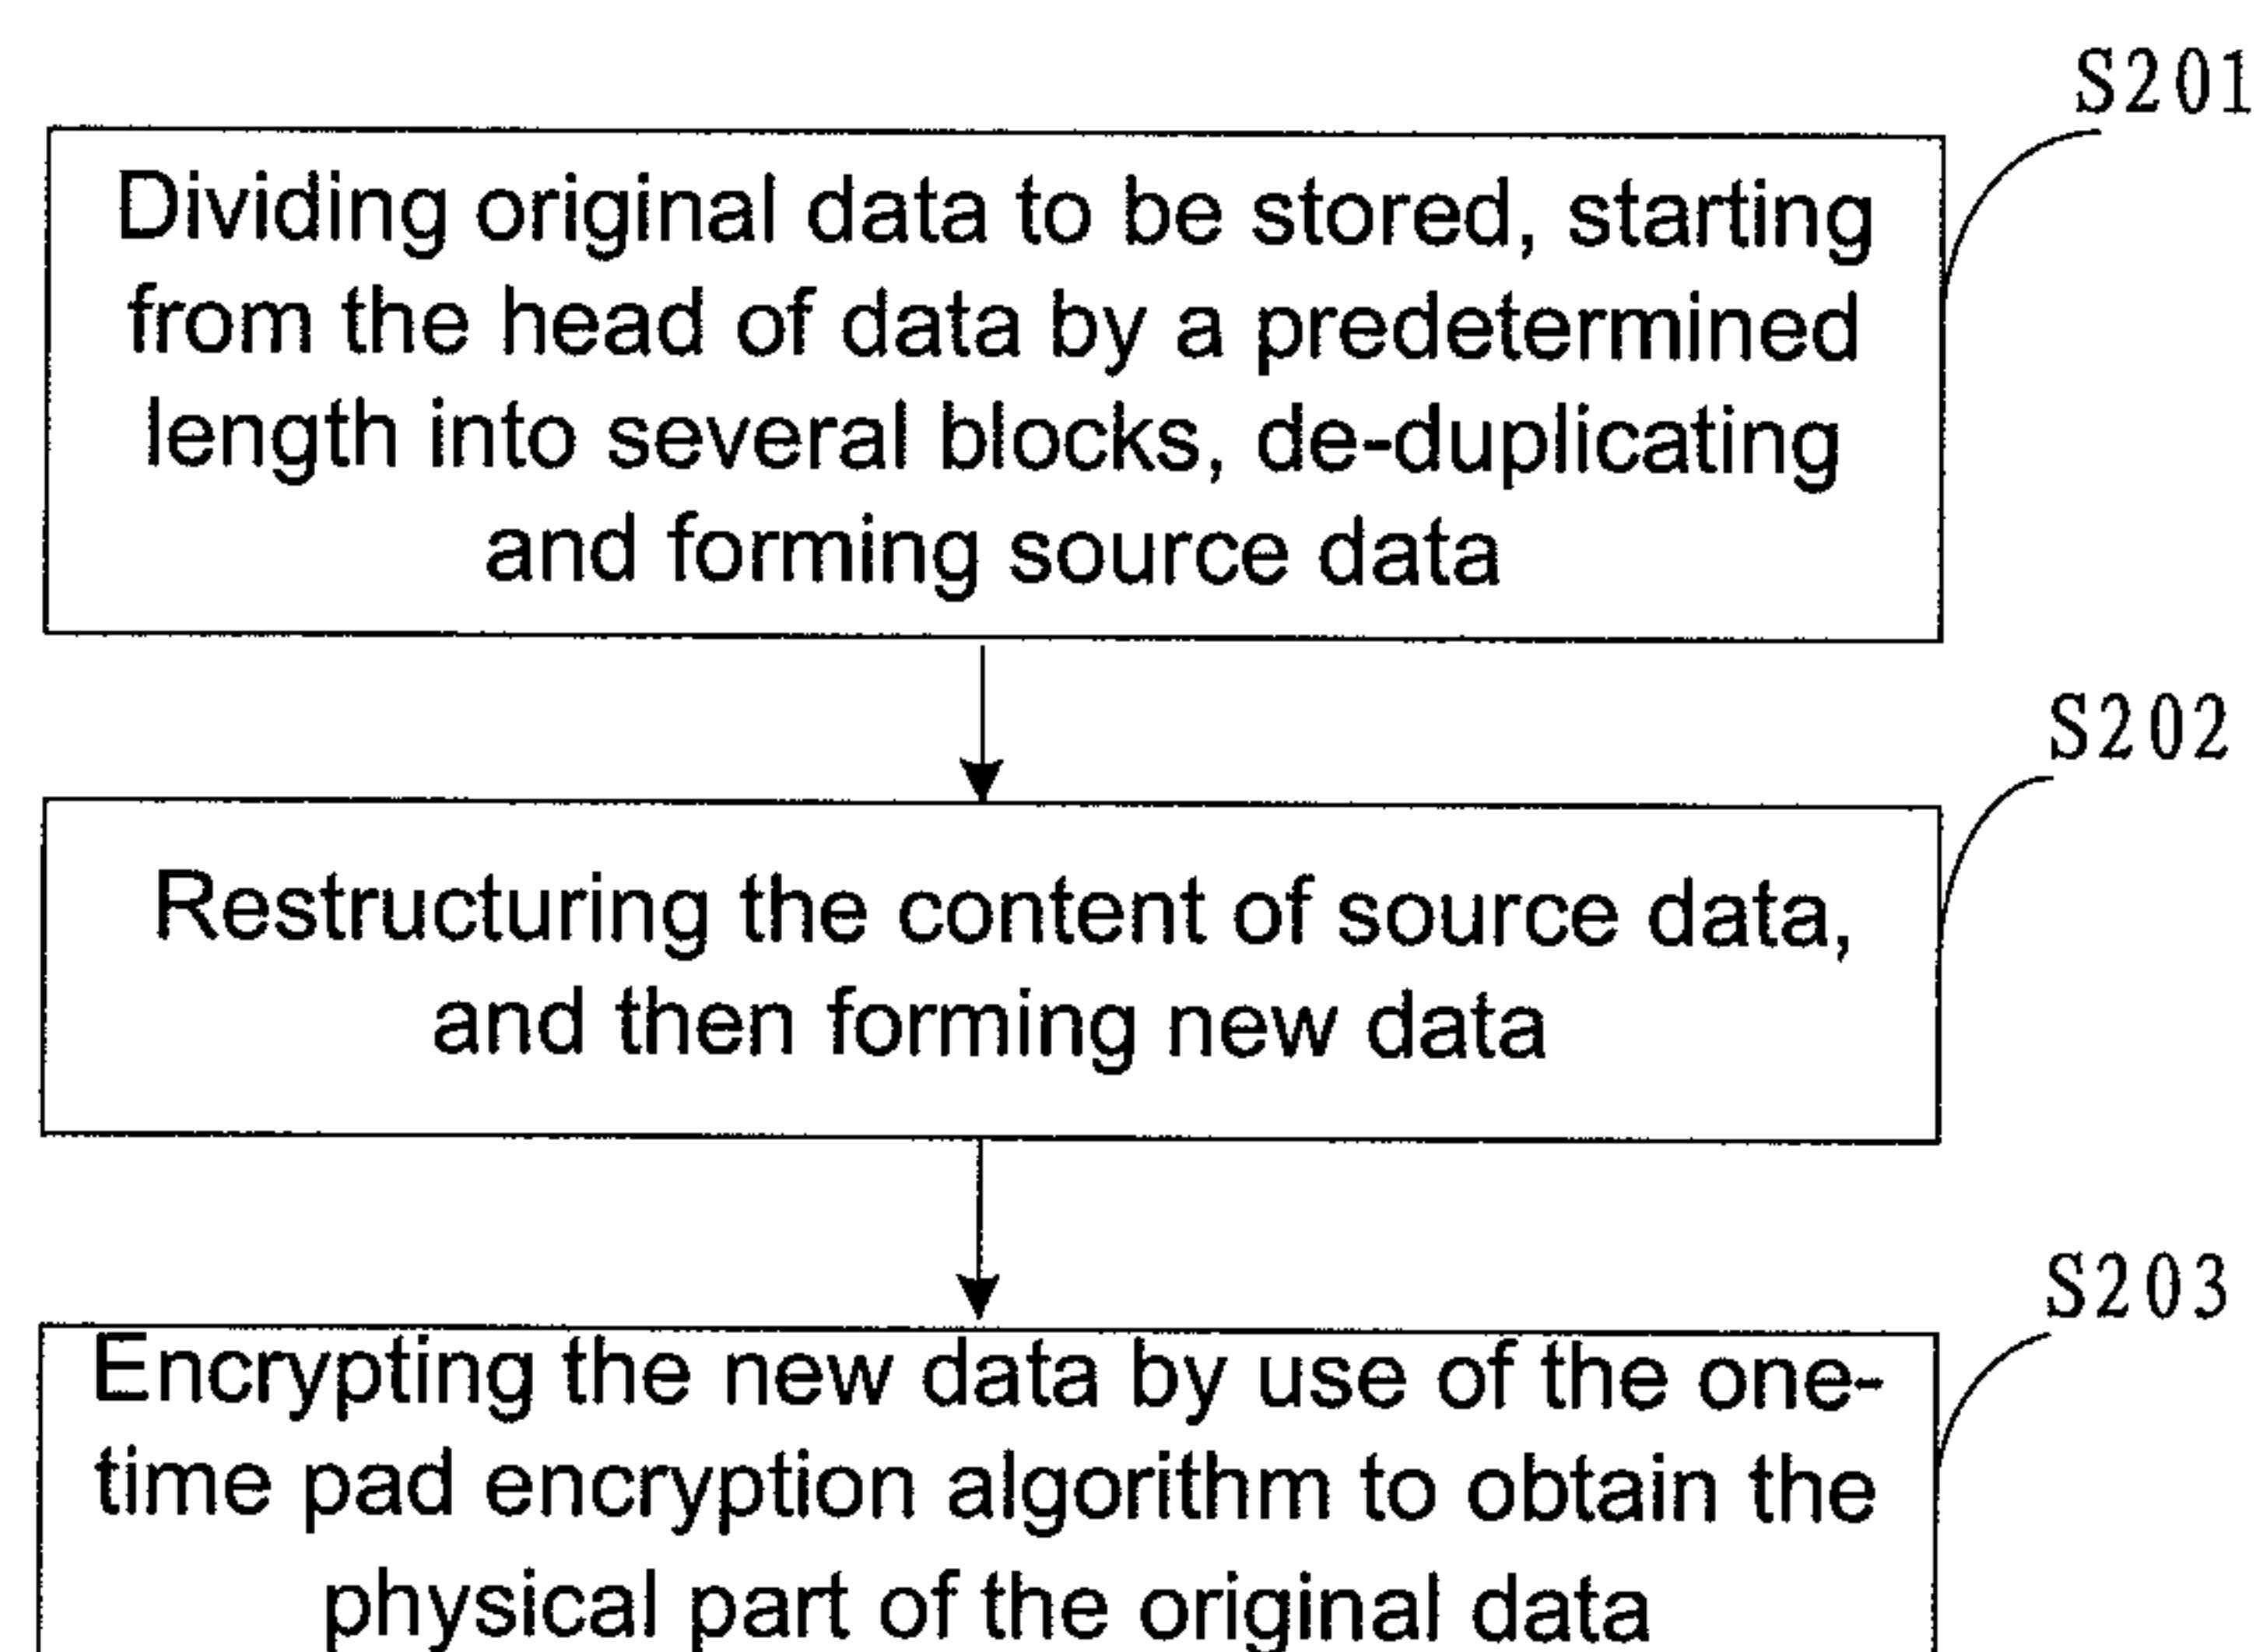 S201
Dividing original data to be stored, starting
from the head of data by a predetermined
length into several blocks, de-duplicating
and forming source data
S202
Restructuring the content of source data,
and then forming new data
S203
Encrypting the new data by use of the one-
time pad encryption algorithm to obtain the
physical part of the original data